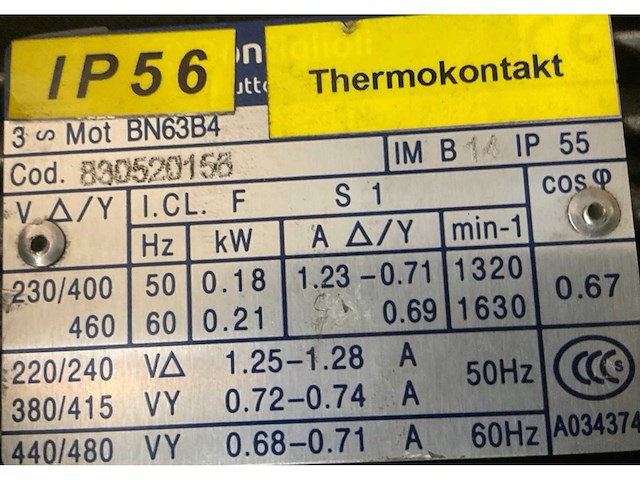 IP56
Thermokontakt
3 ∾ Mot BN63B4
Cod. 830520158
IM B 14 IP 55
V Δ/Y I.CL. F S 1 cos φ
Hz kW A Δ/Y min-1
230/400 50 0.18 1.23-0.71 1320 0.67
460 60 0.21 0.69 1630
220/240 VΔ 1.25-1.28 A 50Hz
380/415 VY 0.72-0.74 A
CCC S
440/480 VY 0.68-0.71 A 60Hz A034374